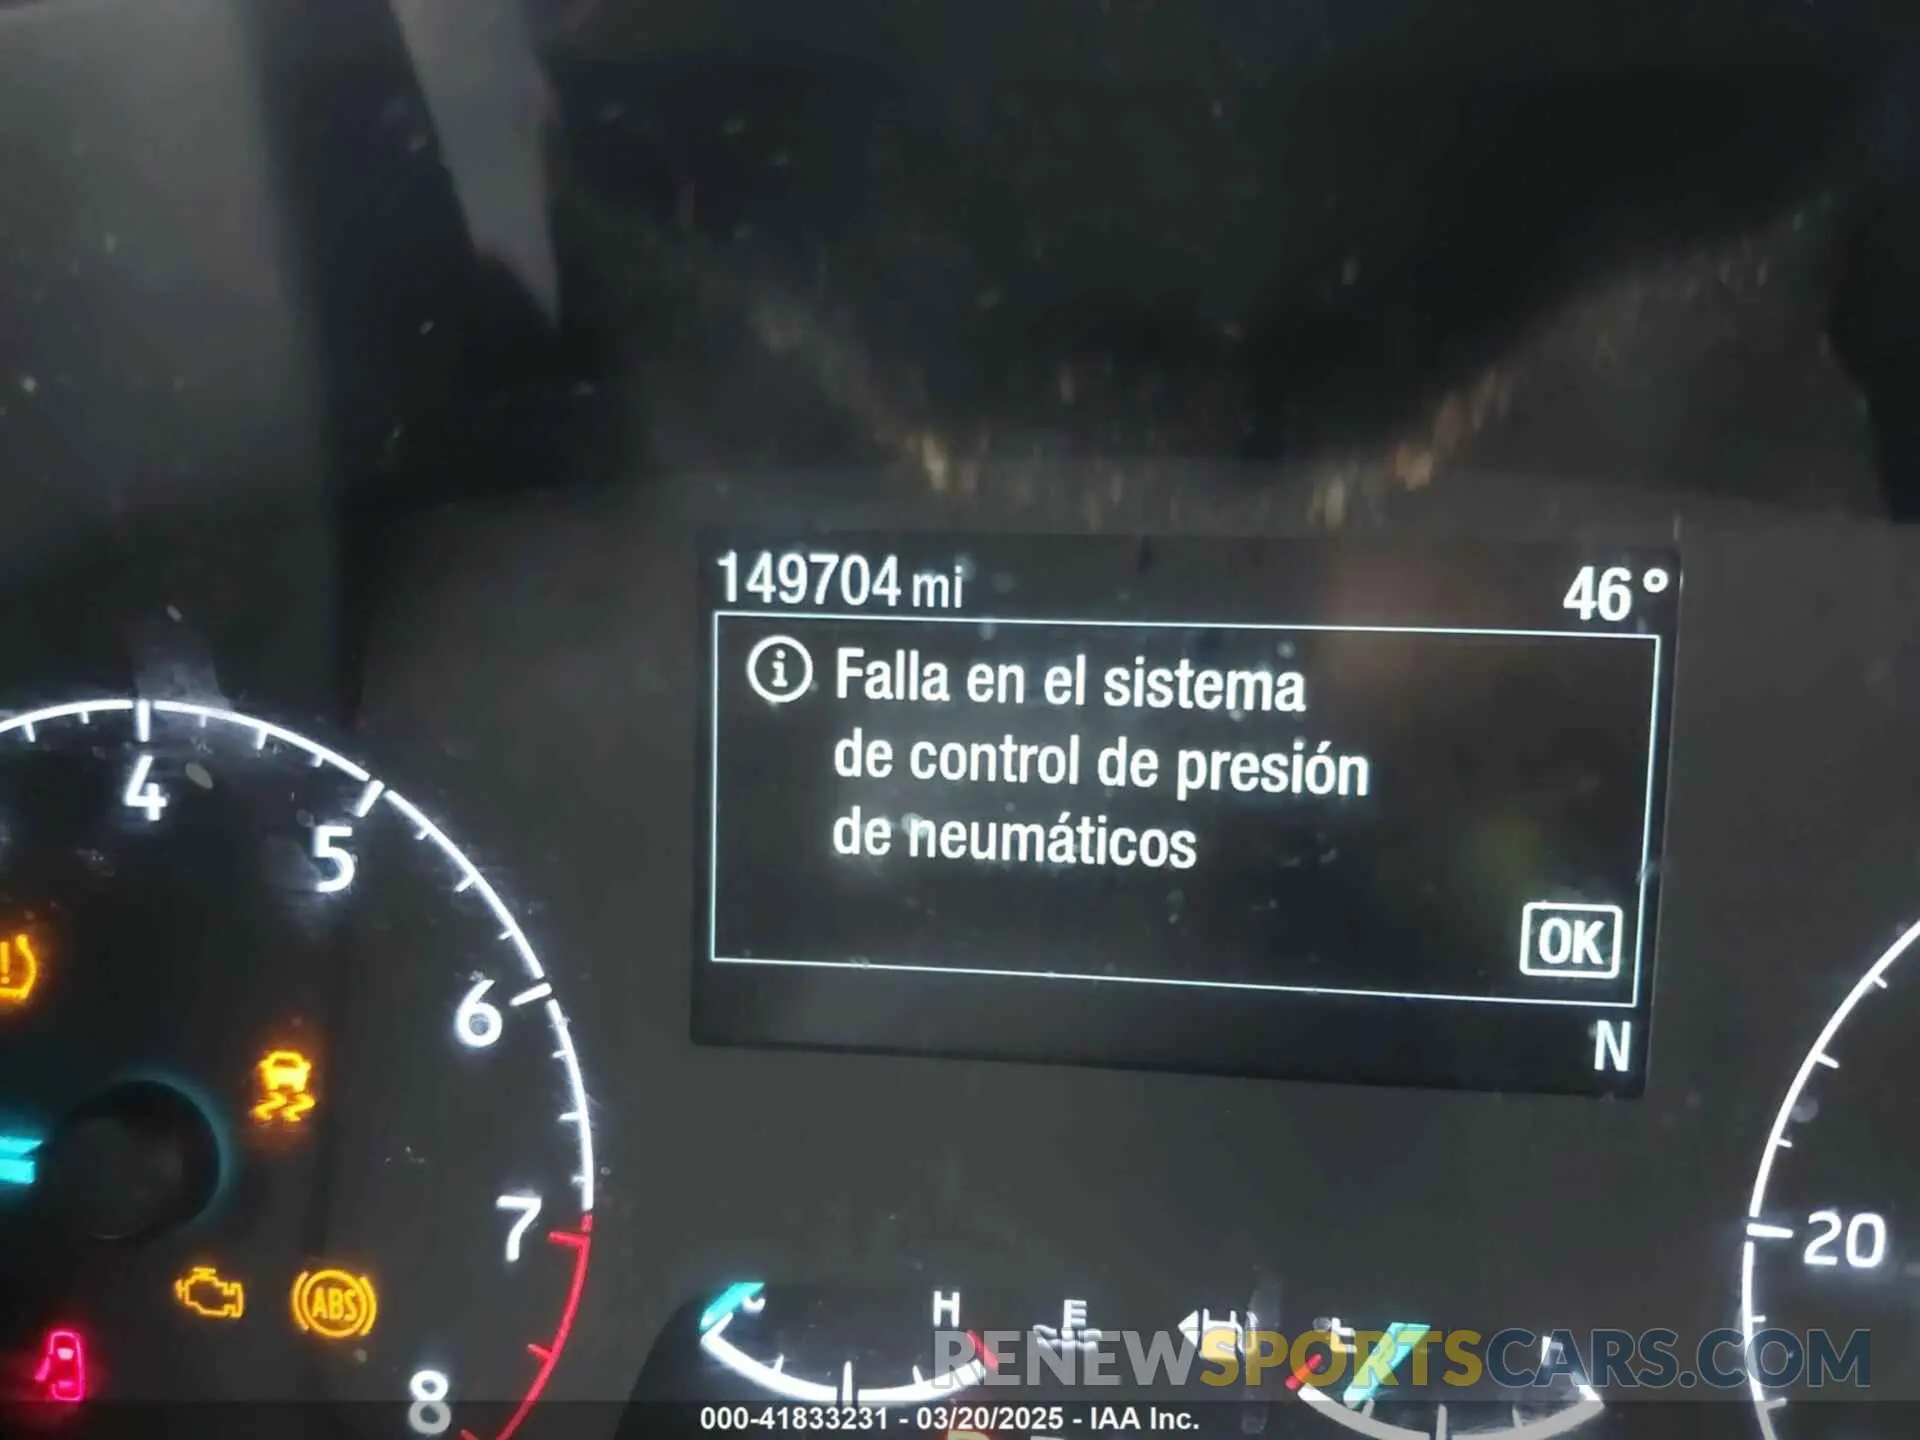 149704 mi 46°
i Falla en el sistema
de control de presión
de neumáticos
OK
N
4
5
6
7
8
ABS
20
C H
E F
RENEWSPORTSCARS.COM
000-41833231 - 03/20/2025 - IAA Inc.